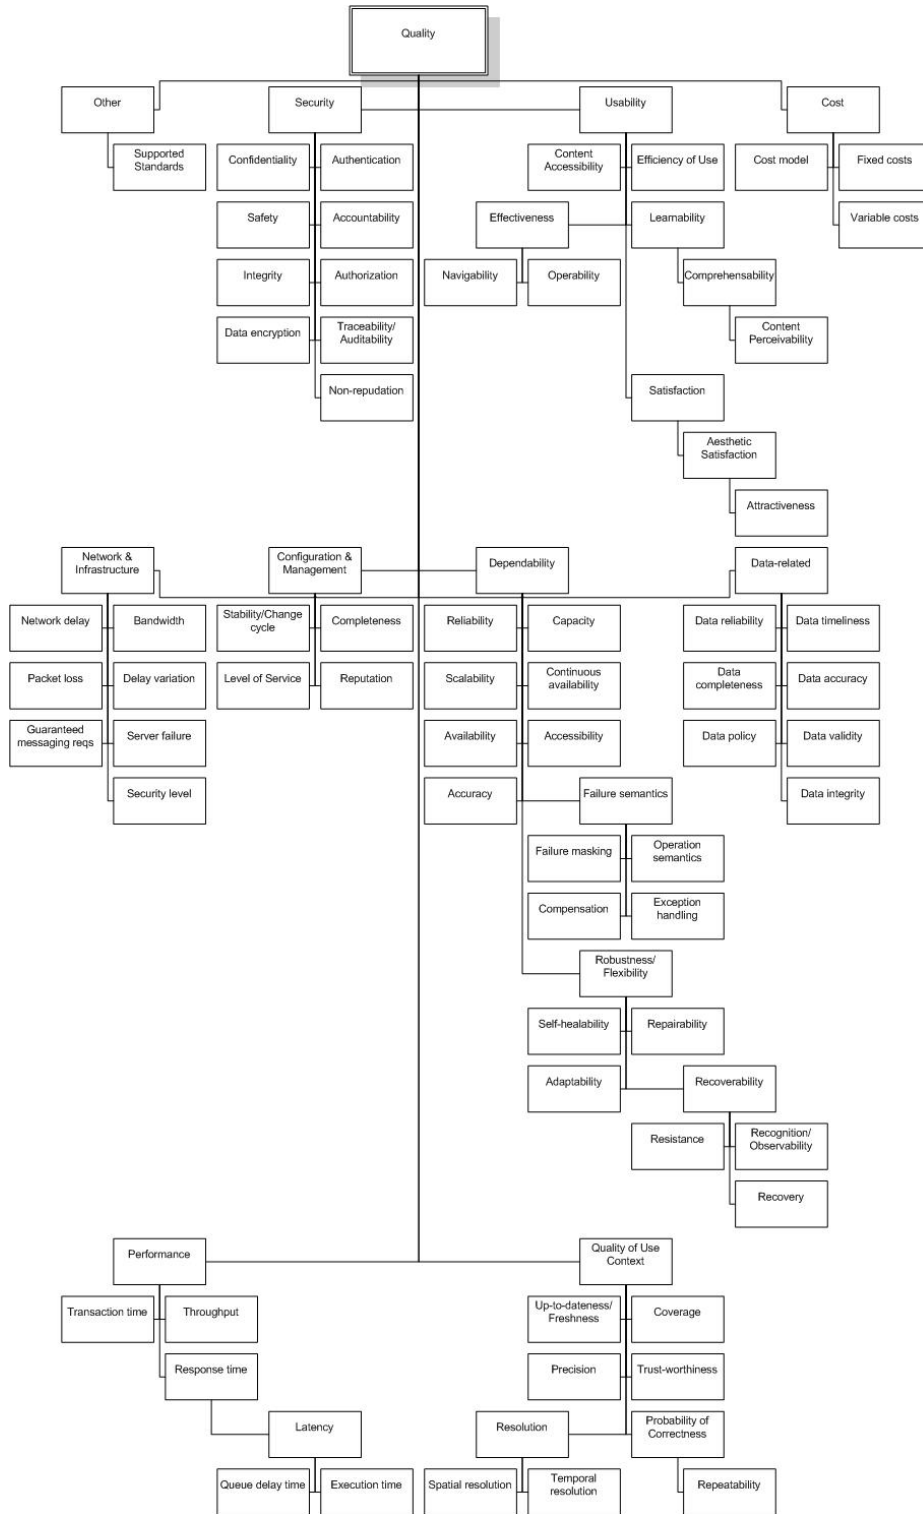 Quality
Other
Security
Usability
Cost
Supported
Standards
Confidentiality
Authentication
Content
Accessibility
Efficiency of Use
Cost model
Fixed costs
Safety
Accountability
Effectiveness
Learnability
Variable costs
Integrity
Authorization
Navigability
Operability
Comprehensability
Data encryption
Traceability/
Auditability
Content
Perceivability
Non-repudation
Satisfaction
Aesthetic
Satisfaction
Attractiveness
Network &
Infrastructure
Configuration &
Management
Dependability
Data-related
Network delay
Bandwidth
Stability/Change
cycle
Completeness
Reliability
Capacity
Data reliability
Data timeliness
Packet loss
Delay variation
Level of Service
Reputation
Scalability
Continuous
availability
Data
completeness
Data accuracy
Guaranteed
messaging reqs
Server failure
Availability
Accessibility
Data policy
Data validity
Security level
Accuracy
Failure semantics
Data integrity
Failure masking
Operation
semantics
Compensation
Exception
handling
Robustness/
Flexibility
Self-healability
Repairability
Adaptability
Recoverability
Resistance
Recognition/
Observability
Recovery
Performance
Quality of Use
Context
Transaction time
Throughput
Up-to-dateness/
Freshness
Coverage
Response time
Precision
Trust-worthiness
Latency
Resolution
Probability of
Correctness
Queue delay time
Execution time
Spatial resolution
Temporal
resolution
Repeatability